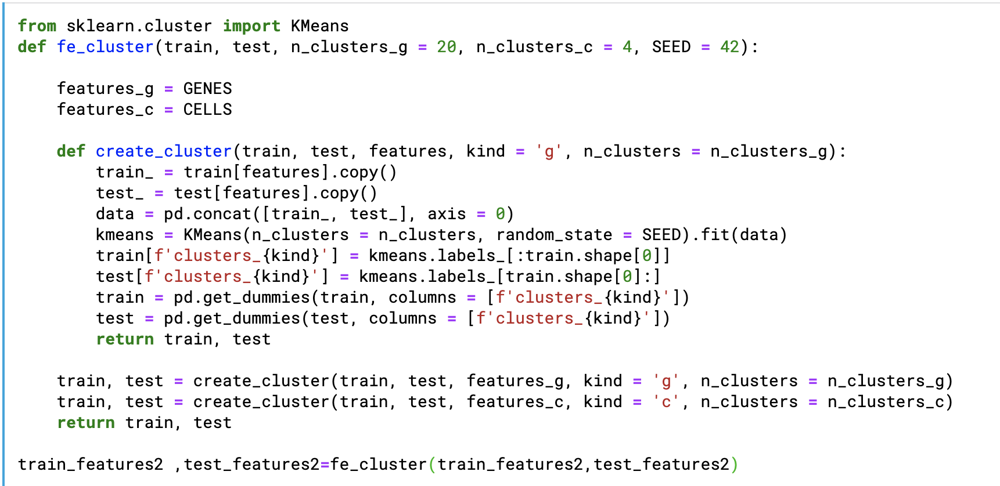 from sklearn.cluster import KMeans
def fe_cluster(train, test, n_clusters_g = 20, n_clusters_c = 4, SEED = 42):
    features_g = GENES
    features_c = CELLS
    def create_cluster(train, test, features, kind = 'g', n_clusters = n_clusters_g):
        train_ = train[features].copy()
        test_ = test[features].copy()
        data = pd.concat([train_, test_], axis = 0)
        kmeans = KMeans(n_clusters = n_clusters, random_state = SEED).fit(data)
        train[f'clusters_{kind}'] = kmeans.labels_[:train.shape[0]]
        test[f'clusters_{kind}'] = kmeans.labels_[train.shape[0]:]
        train = pd.get_dummies(train, columns = [f'clusters_{kind}'])
        test = pd.get_dummies(test, columns = [f'clusters_{kind}'])
        return train, test
    train, test = create_cluster(train, test, features_g, kind = 'g', n_clusters = n_clusters_g)
    train, test = create_cluster(train, test, features_c, kind = 'c', n_clusters = n_clusters_c)
    return train, test
train_features2 ,test_features2=fe_cluster(train_features2,test_features2)